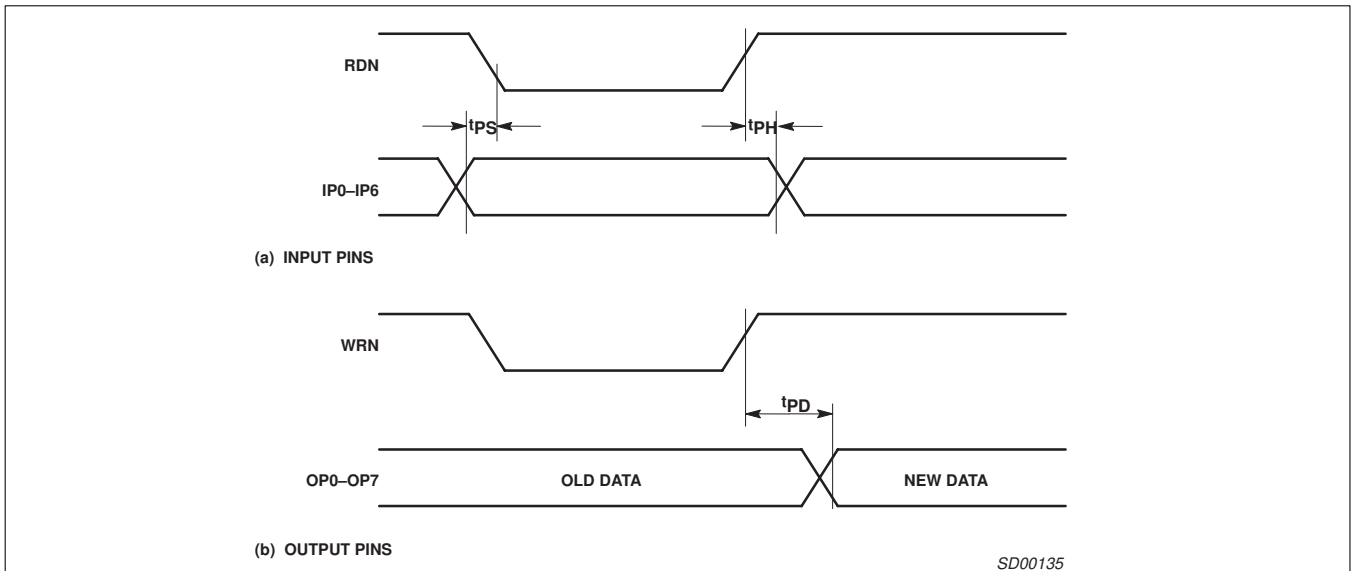 RDN
tPS
tPH
IP0–IP6
(a) INPUT PINS
WRN
tPD
OP0–OP7 OLD DATA NEW DATA
(b) OUTPUT PINS
SD00135